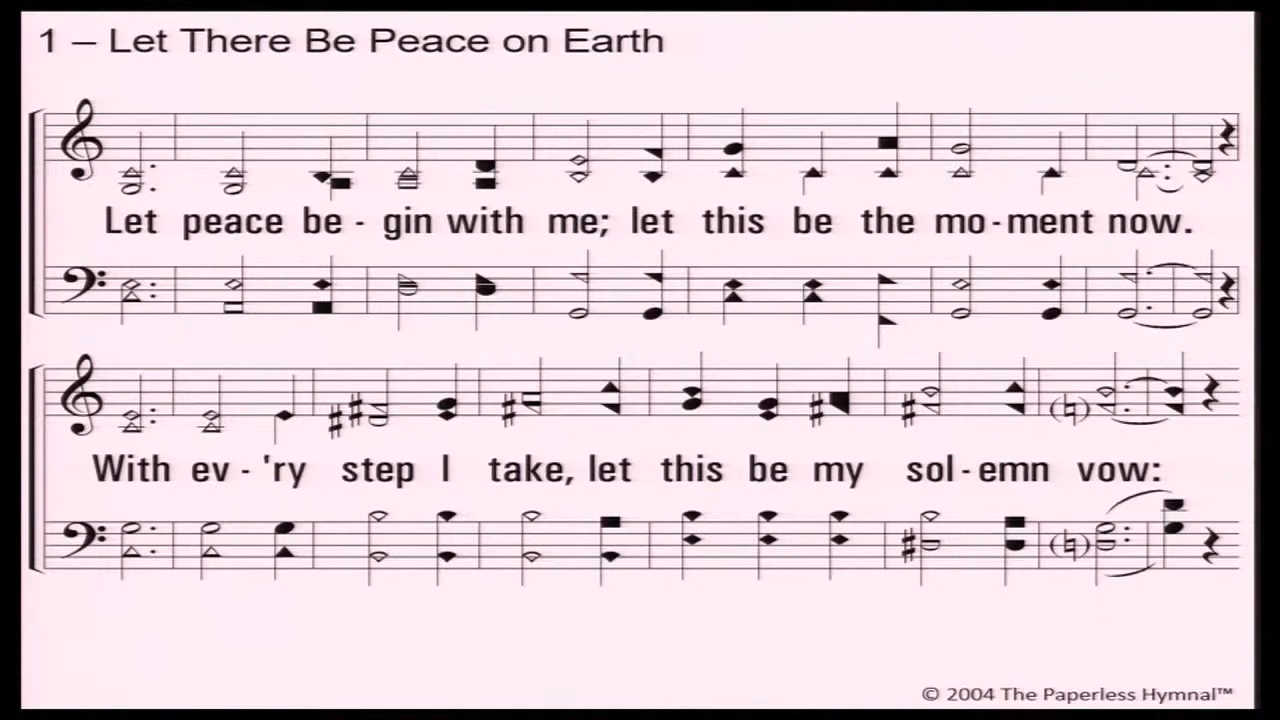 1 – Let There Be Peace on Earth
Let peace be - gin with me; let this be the mo - ment now.
With ev - 'ry step I take, let this be my sol - emn vow:
© 2004 The Paperless Hymnal™